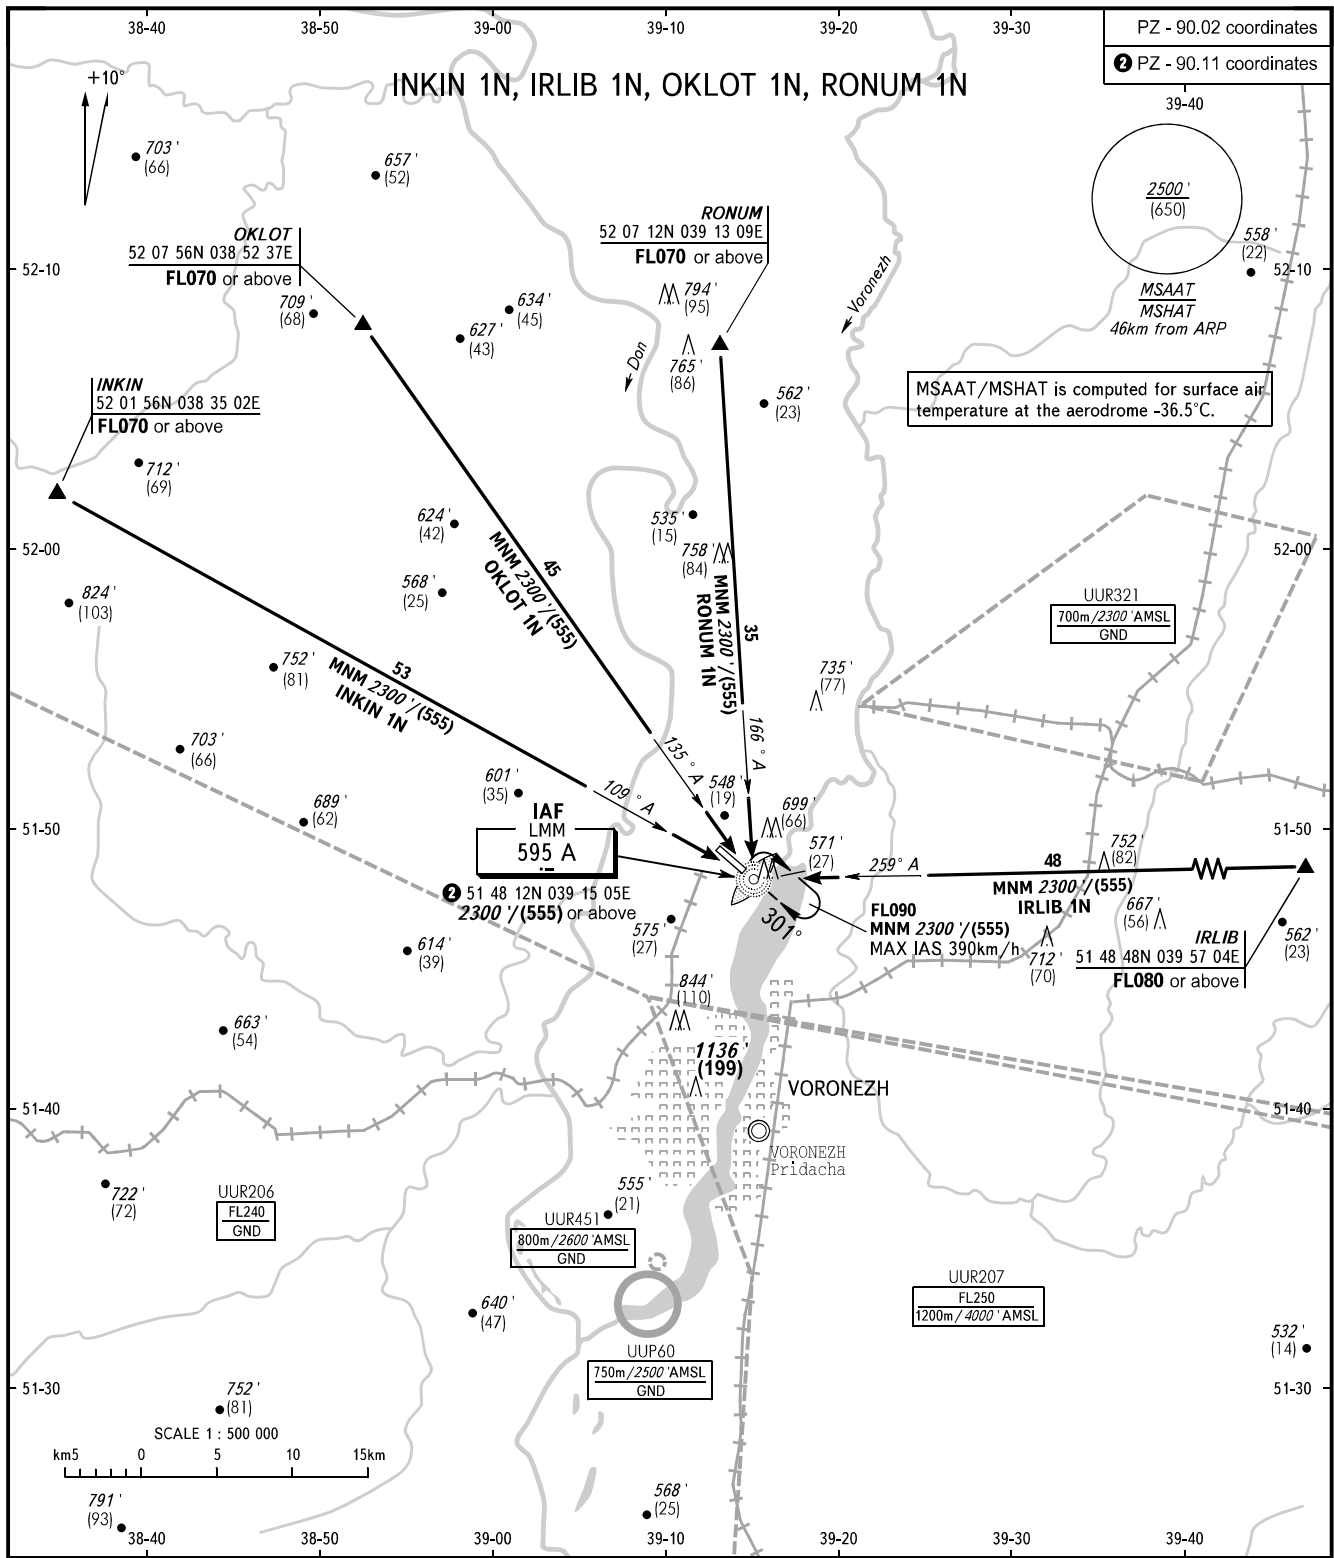 38-40
38-50
39-00
39-10
39-20
39-30
PZ - 90.02 coordinates
❷ PZ - 90.11 coordinates
39-40
+10°
INKIN 1N, IRLIB 1N, OKLOT 1N, RONUM 1N
703'
(66)
657'
(52)
2500'
(650)
MSAAT
MSHAT
46km from ARP
558'
(22)
OKLOT
52 07 56N 038 52 37E
FL070 or above
RONUM
52 07 12N 039 13 09E
FL070 or above
52-10
52-10
Voronezh
Don
709'
(68)
634'
(45)
627'
(43)
794'
(95)
765'
(86)
562'
(23)
MSAAT/MSHAT is computed for surface air
temperature at the aerodrome -36.5°C.
INKIN
52 01 56N 038 35 02E
FL070 or above
712'
(69)
624'
(42)
535'
(15)
758'
(84)
52-00
52-00
568'
(25)
824'
(103)
45
MNM 2300'/(555)
OKLOT 1N
35
MNM 2300'/(555)
RONUM 1N
53
MNM 2300'/(555)
INKIN 1N
UUR321
700m/2300'AMSL
GND
752'
(81)
735'
(77)
703'
(66)
166° A
135° A
109° A
601'
(35)
548'
(19)
689'
(62)
699'
(66)
571'
(27)
51-50
51-50
IAF
LMM
595 A
❷ 51 48 12N 039 15 05E
2300'/(555) or above
301°
259° A
48
MNM 2300'/(555)
IRLIB 1N
752'
(82)
667'
(56)
FL090
MNM 2300'/(555)
MAX IAS 390km/h
712'
(70)
IRLIB
51 48 48N 039 57 04E
FL080 or above
562'
(23)
575'
(27)
614'
(39)
844'
(110)
663'
(54)
1136'
(199)
VORONEZH
51-40
51-40
VORONEZH
Pridacha
722'
(72)
UUR206
FL240
GND
555'
(21)
UUR451
800m/2600'AMSL
GND
UUR207
FL250
1200m/4000'AMSL
640'
(47)
532'
(14)
UUP60
750m/2500'AMSL
GND
51-30
51-30
752'
(81)
SCALE 1 : 500 000
km5
0
5
10
15km
791'
(93)
568'
(25)
38-40
38-50
39-00
39-10
39-20
39-30
39-40